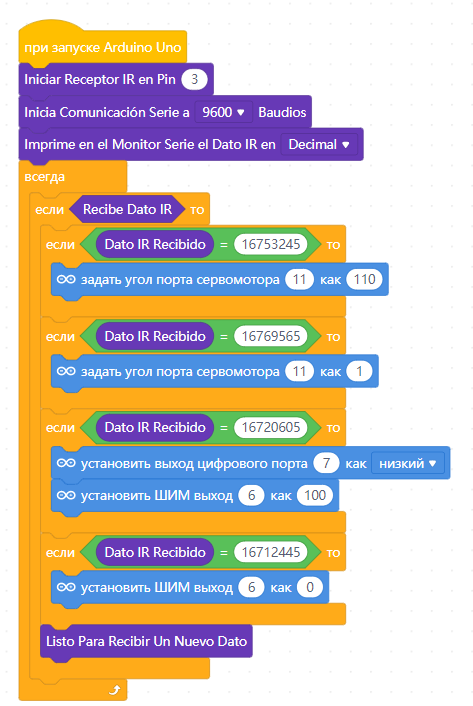 при запуске Arduino Uno
Iniciar Receptor IR en Pin 3
Inicia Comunicación Serie a 9600 Baudios
Imprime en el Monitor Serie el Dato IR en Decimal
всегда
если Recibe Dato IR то
если Dato IR Recibido = 16753245 то
задать угол порта сервомотора 11 как 110
если Dato IR Recibido = 16769565 то
задать угол порта сервомотора 11 как 1
если Dato IR Recibido = 16720605 то
установить выход цифрового порта 7 как низкий
установить ШИМ выход 6 как 100
если Dato IR Recibido = 16712445 то
установить ШИМ выход 6 как 0
Listo Para Recibir Un Nuevo Dato